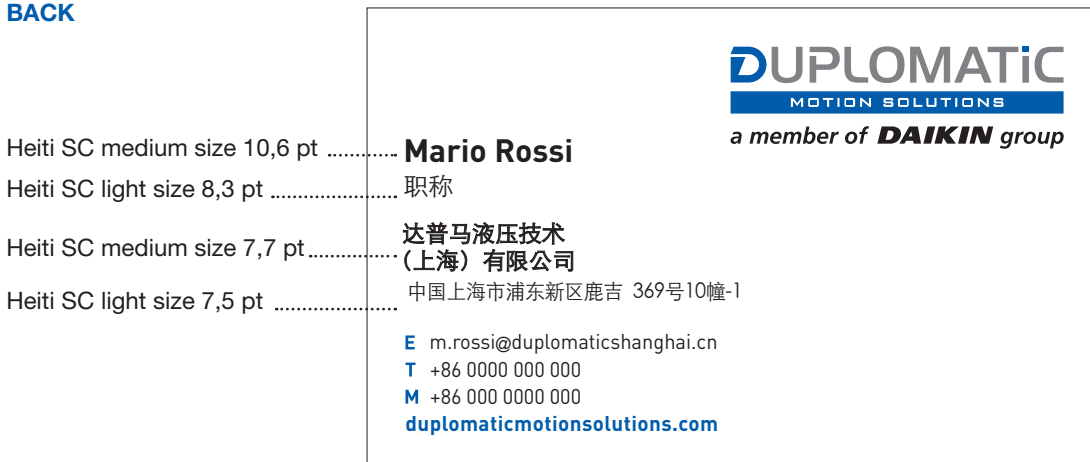 BACK
DUPLOMATiC
MOTION SOLUTIONS
a member of DAIKIN group
Heiti SC medium size 10,6 pt ............ Mario Rossi
Heiti SC light size 8,3 pt ...................... 职称
Heiti SC medium size 7,7 pt ............... 达普马液压技术
（上海）有限公司
Heiti SC light size 7,5 pt ..................... 中国上海市浦东新区鹿吉 369号10幢-1
E m.rossi@duplomaticshanghai.cn
T +86 0000 000 000
M +86 000 0000 000
duplomaticmotionsolutions.com